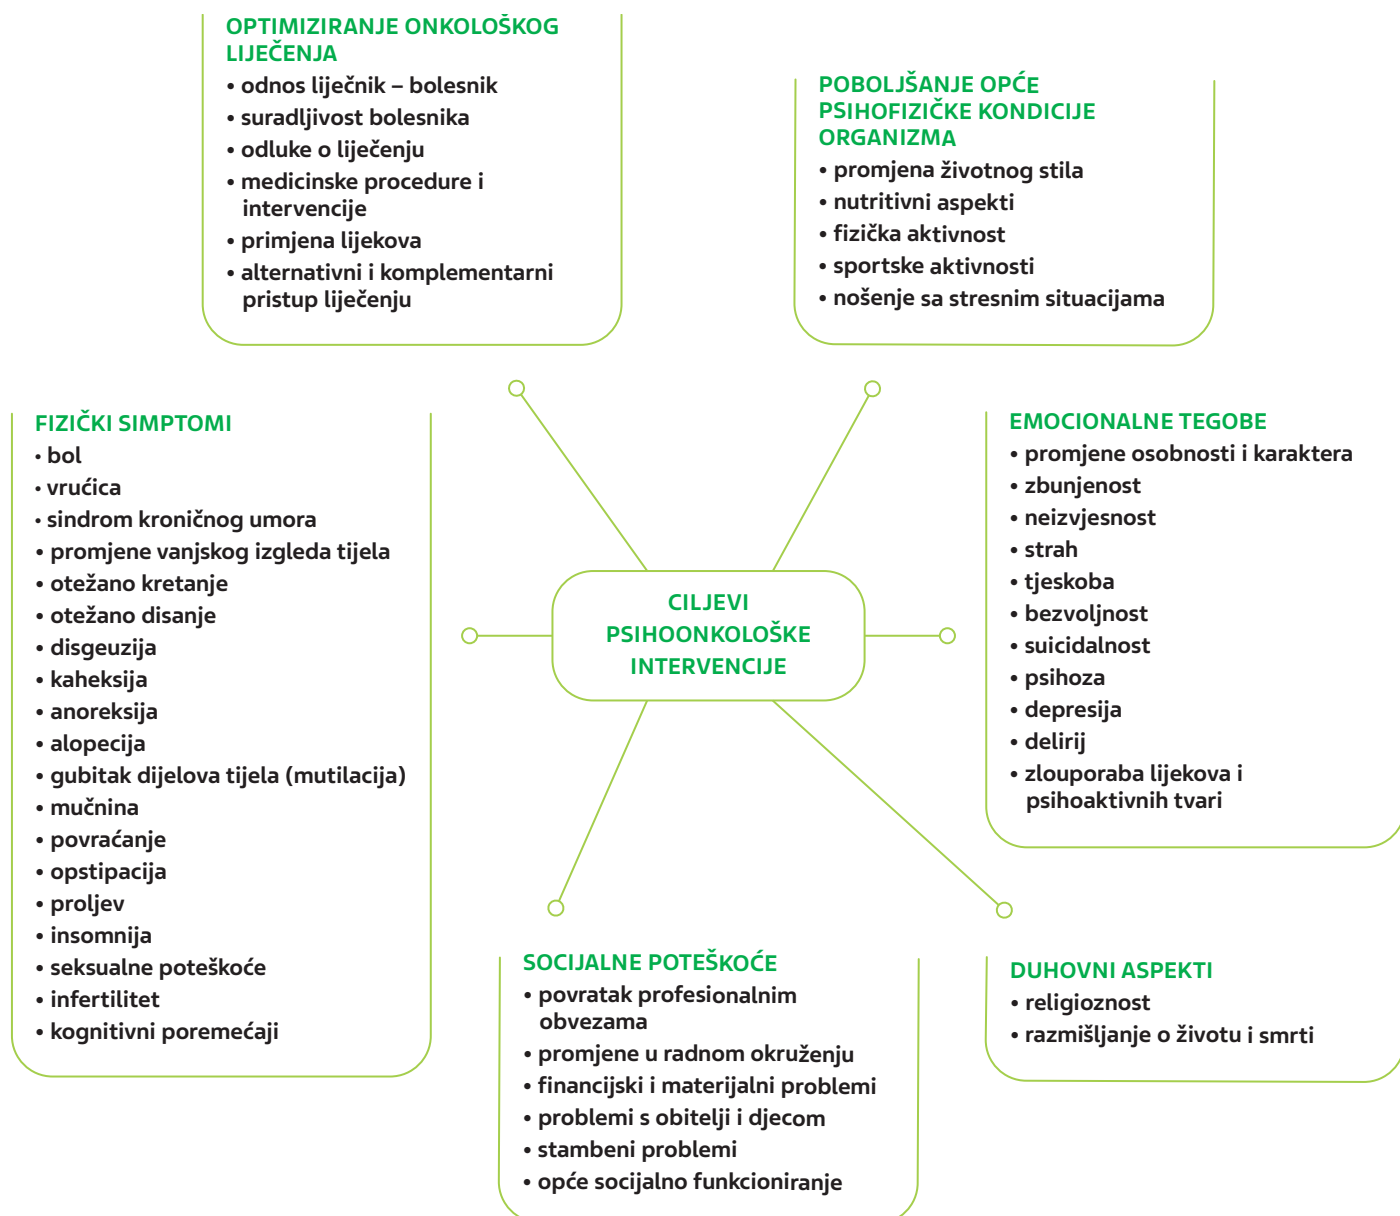 OPTIMIZIRANJE ONKOLOŠKOG
LIJEČENJA
• odnos liječnik – bolesnik
• suradljivost bolesnika
• odluke o liječenju
• medicinske procedure i
intervencije
• primjena lijekova
• alternativni i komplementarni
pristup liječenju
POBOLJŠANJE OPĆE
PSIHOFIZIČKE KONDICIJE
ORGANIZMA
• promjena životnog stila
• nutritivni aspekti
• fizička aktivnost
• sportske aktivnosti
• nošenje sa stresnim situacijama
FIZIČKI SIMPTOMI
• bol
• vrućica
• sindrom kroničnog umora
• promjene vanjskog izgleda tijela
• otežano kretanje
• otežano disanje
• disgeuzija
• kaheksija
• anoreksija
• alopecija
• gubitak dijelova tijela (mutilacija)
• mučnina
• povraćanje
• opstipacija
• proljev
• insomnija
• seksualne poteškoće
• infertilitet
• kognitivni poremećaji
CILJEVI
PSIHOONKOLOŠKE
INTERVENCIJE
EMOCIONALNE TEGOBE
• promjene osobnosti i karaktera
• zbunjenost
• neizvjesnost
• strah
• tjeskoba
• bezvoljnost
• suicidalnost
• psihoza
• depresija
• delirij
• zlouporaba lijekova i
psihoaktivnih tvari
SOCIJALNE POTEŠKOĆE
• povratak profesionalnim
obvezama
• promjene u radnom okruženju
• financijski i materijalni problemi
• problemi s obitelji i djecom
• stambeni problemi
• opće socijalno funkcioniranje
DUHOVNI ASPEKTI
• religioznost
• razmišljanje o životu i smrti